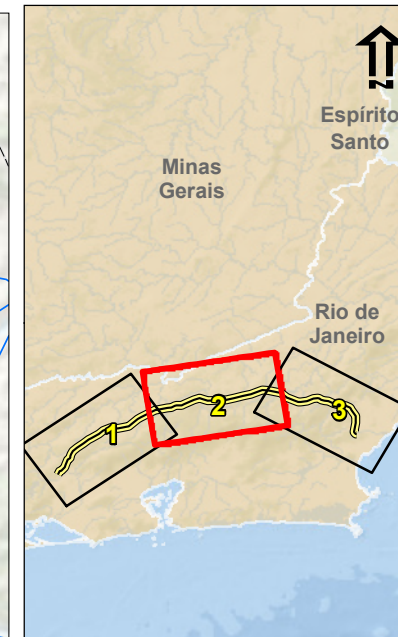 N
Espírito
Santo
Minas
Gerais
Rio de
Janeiro
1
2
3